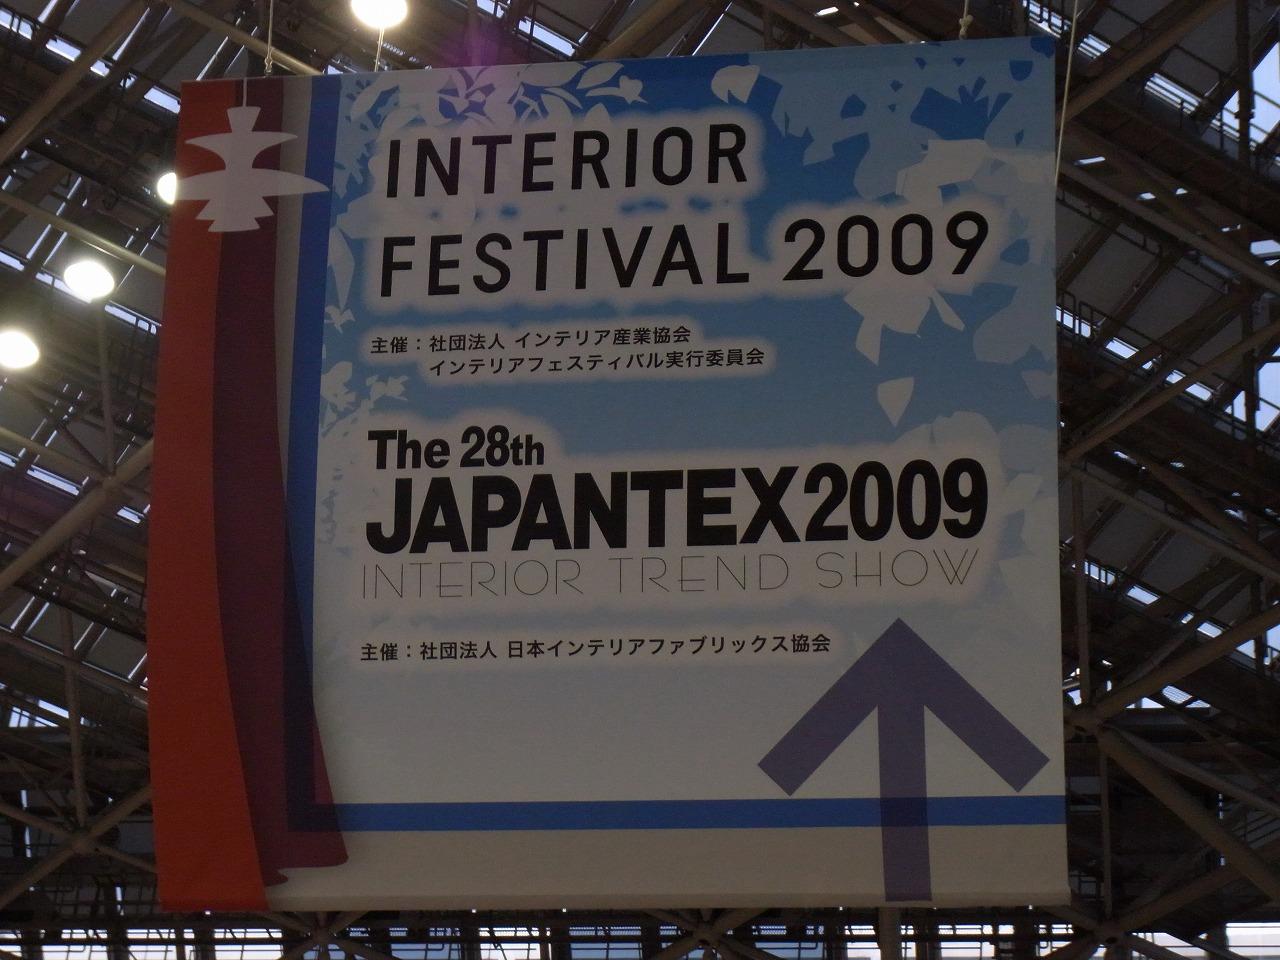 INTERIOR
FESTIVAL 2009
主催：社団法人 インテリア産業協会
インテリアフェスティバル実行委員会
The 28th
JAPANTEX2009
INTERIOR TREND SHOW
主催：社団法人 日本インテリアファブリックス協会